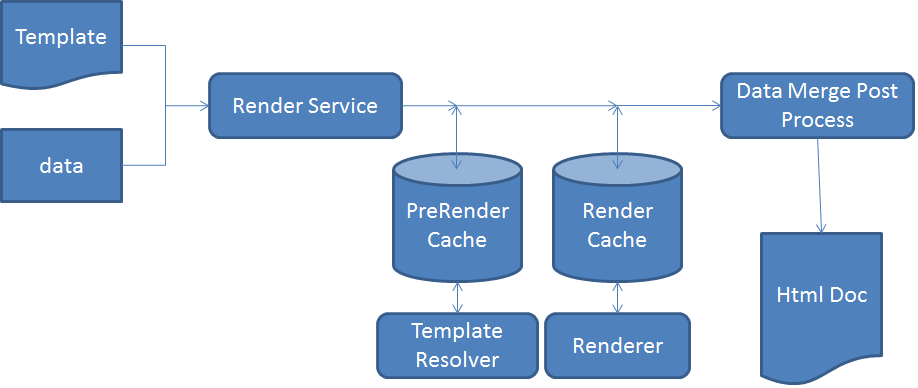 Template
data
Render Service
Data Merge Post
Process
PreRender
Cache
Render
Cache
Template
Resolver
Renderer
Html Doc